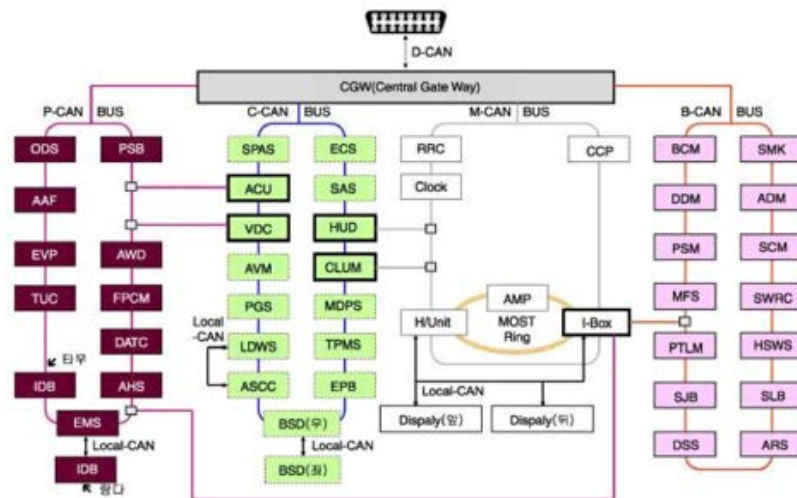 D-CAN
CGW(Central Gate Way)
P-CAN BUS
C-CAN BUS
M-CAN BUS
B-CAN BUS
ODS
PSB
AAF
EVP
AWD
TUC
FPCM
DATC
타우
IDB
AHS
EMS
Local-CAN
IDB
람다
SPAS
ECS
ACU
SAS
VDC
HUD
AVM
CLUM
PGS
MDPS
Local
-CAN
LDWS
TPMS
ASCC
EPB
BSD(우)
Local-CAN
BSD(좌)
RRC
CCP
Clock
AMP
H/Unit
MOST
Ring
I-Box
Local-CAN
Dispaly(앞)
Dispaly(뒤)
BCM
SMK
DDM
ADM
PSM
SCM
MFS
SWRC
PTLM
HSWS
SJB
SLB
DSS
ARS